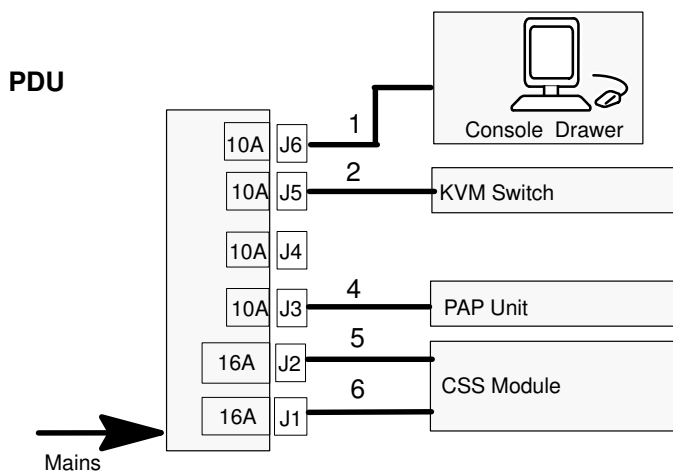 PDU
Console Drawer
1
10A J6
2
10A J5
KVM Switch
10A J4
4
10A J3
PAP Unit
5
16A J2
CSS Module
6
16A J1
Mains